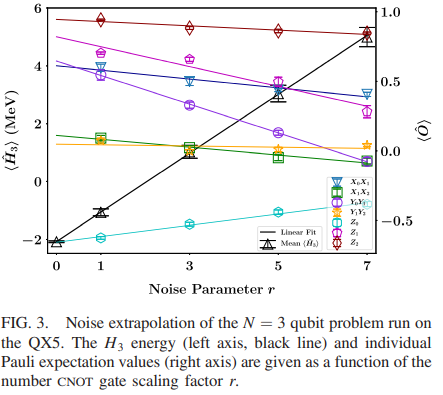 6
4
2
0
−2
⟨H₃⟩ (MeV)
1.0
0.5
0.0
−0.5
⟨Ô⟩
X₀X₁
X₁X₂
Y₀Y₁
Y₁Y₂
Z₀
Z₁
Z₂
Linear Fit
Mean ⟨Ĥ₃⟩
0 1 3 5 7
Noise Parameter r
FIG. 3. Noise extrapolation of the N = 3 qubit problem run on
the QX5. The H₃ energy (left axis, black line) and individual
Pauli expectation values (right axis) are given as a function of the
number CNOT gate scaling factor r.